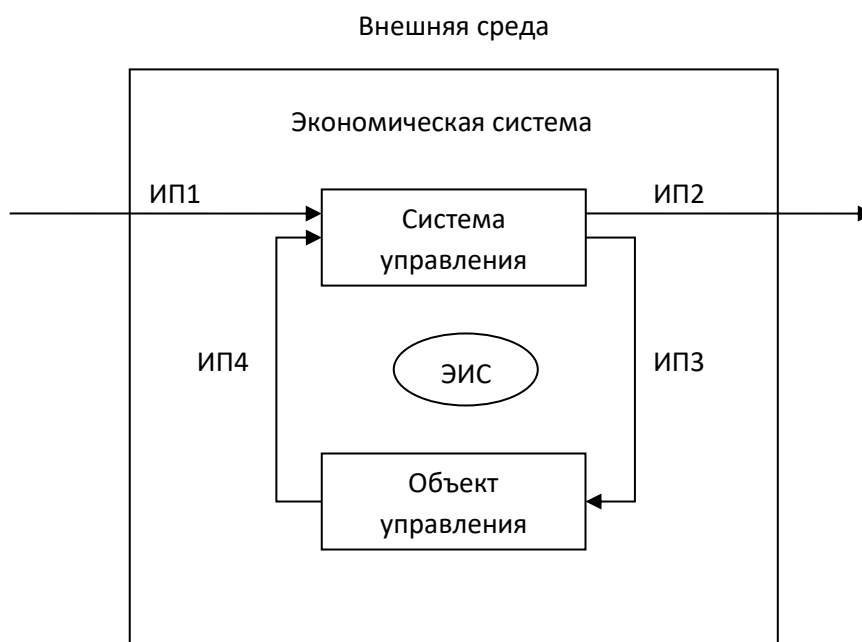 Внешняя среда
Экономическая система
ИП1
ИП2
Система
управления
ИП4
ЭИС
ИП3
Объект
управления